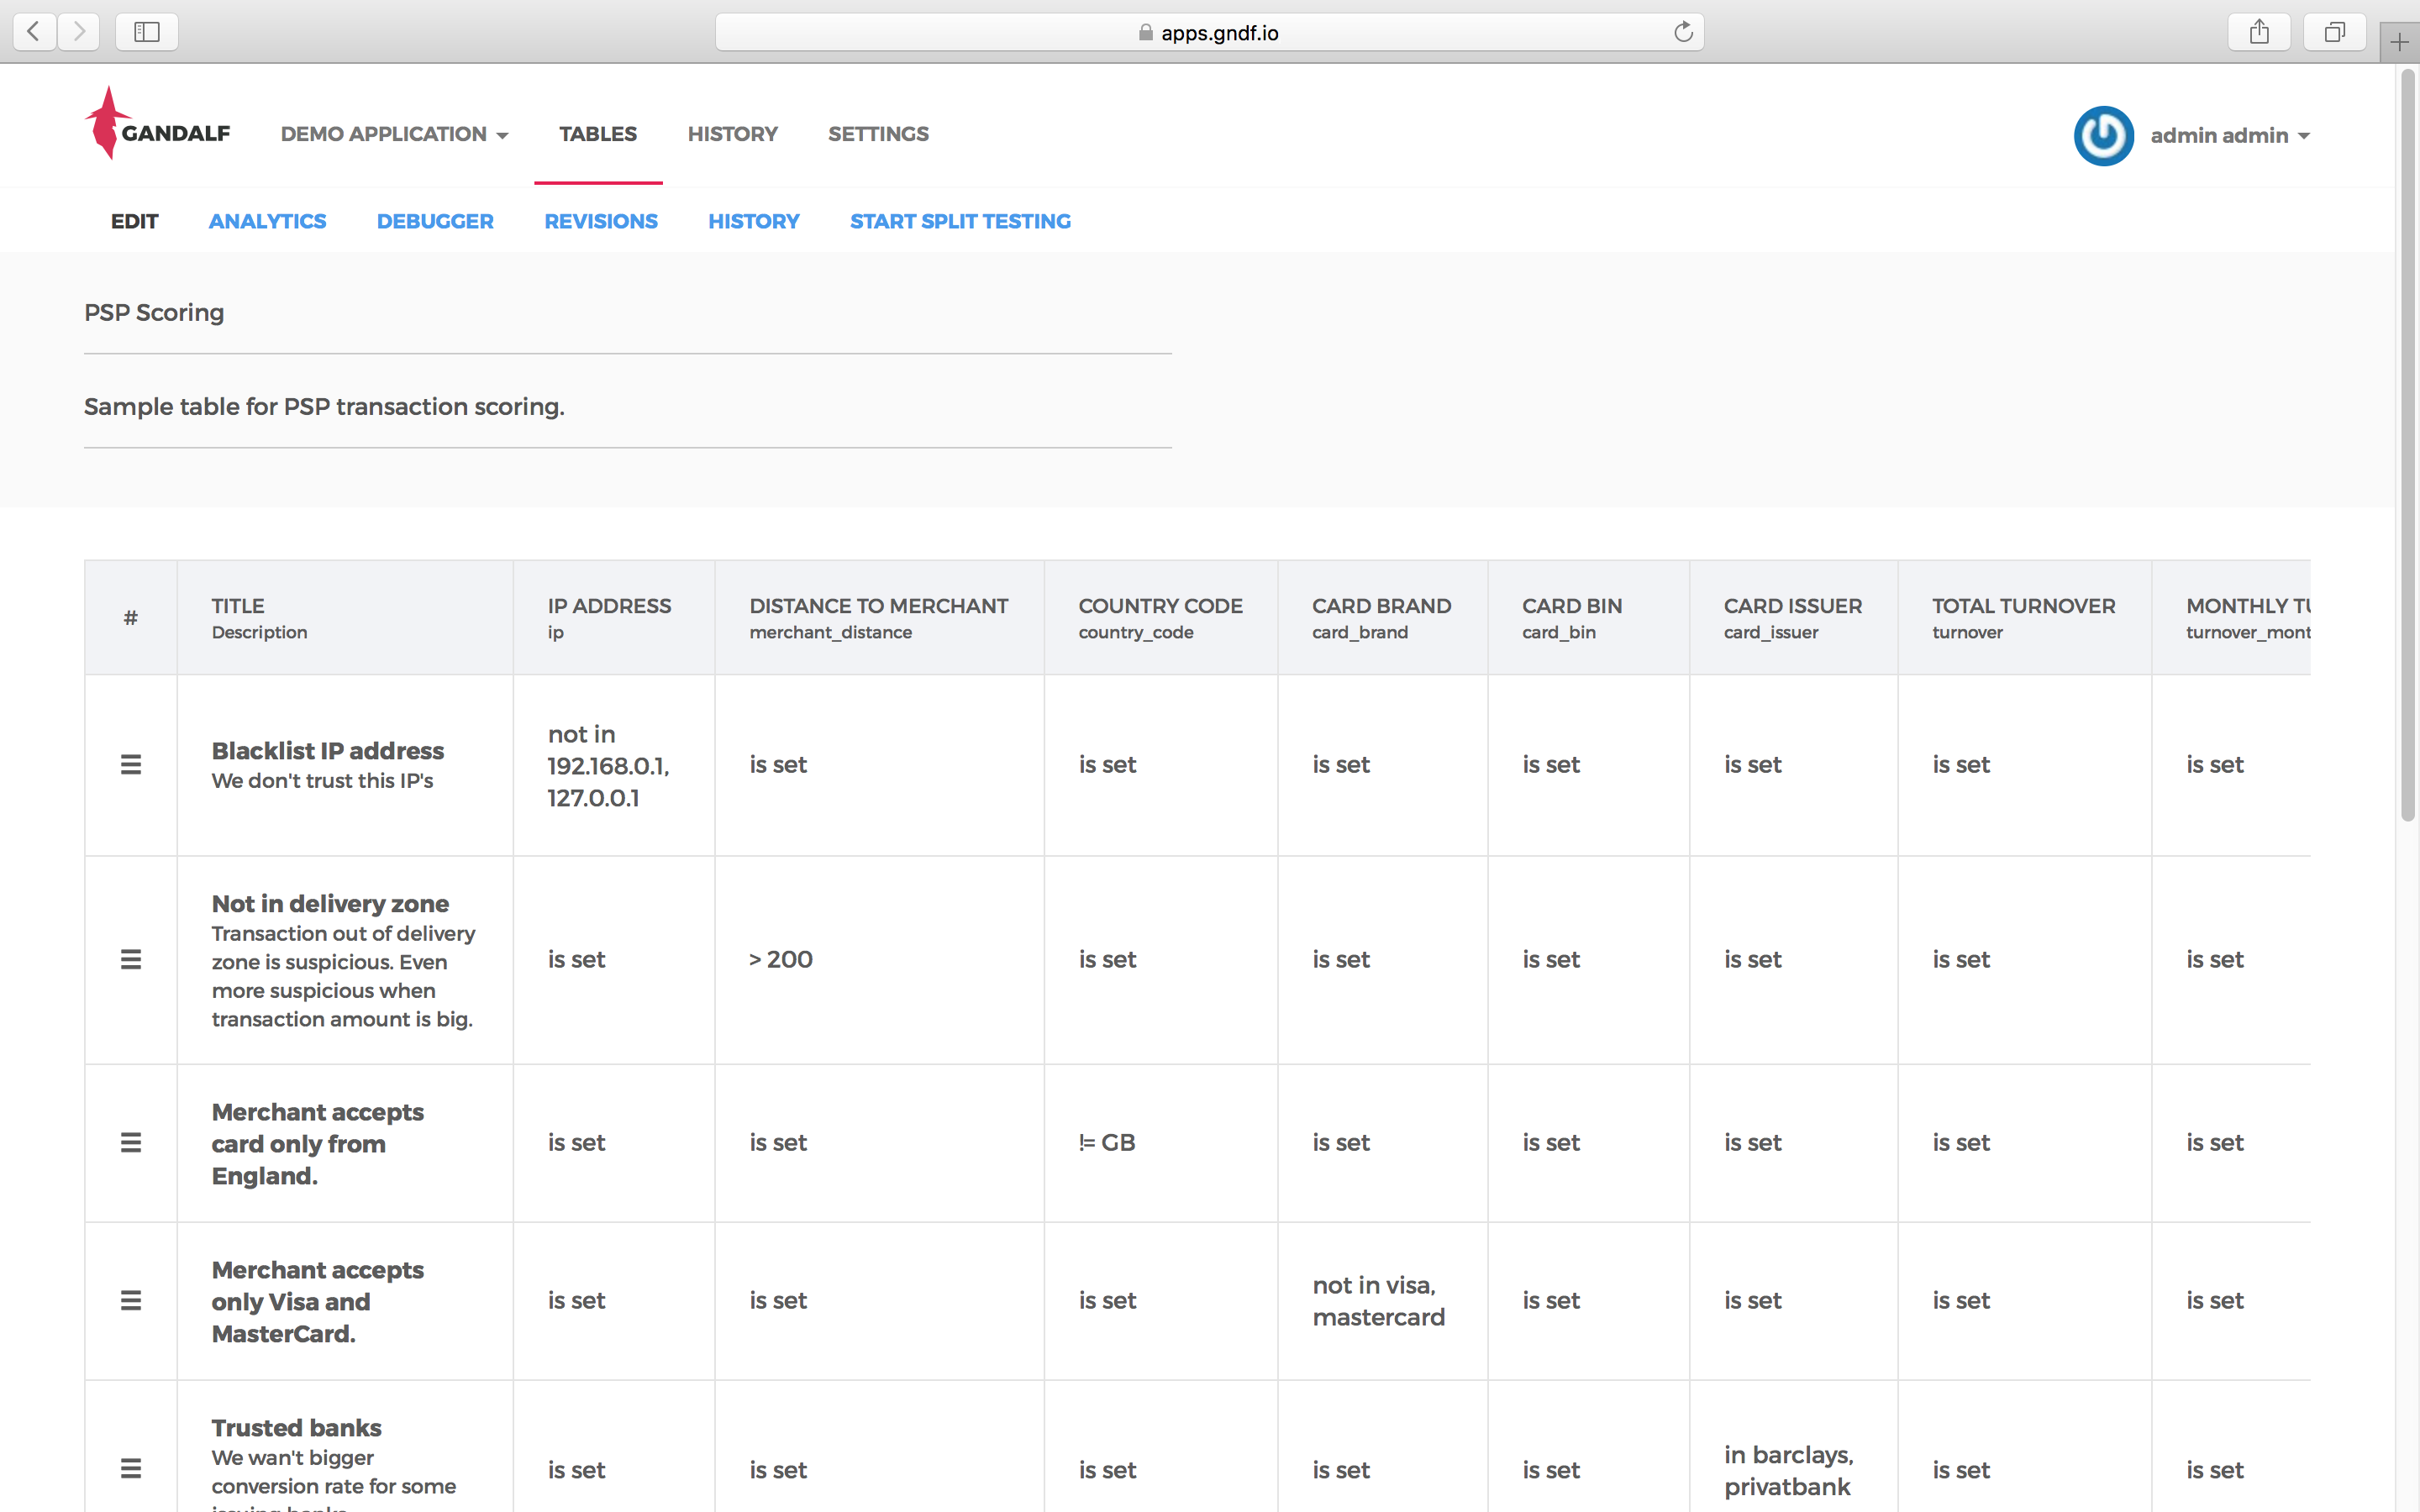 apps.gndf.io
GANDALF
DEMO APPLICATION
TABLES
HISTORY
SETTINGS
admin admin
EDIT
ANALYTICS
DEBUGGER
REVISIONS
HISTORY
START SPLIT TESTING
PSP Scoring
Sample table for PSP transaction scoring.
#
TITLE
Description
IP ADDRESS
ip
DISTANCE TO MERCHANT
merchant_distance
COUNTRY CODE
country_code
CARD BRAND
card_brand
CARD BIN
card_bin
CARD ISSUER
card_issuer
TOTAL TURNOVER
turnover
MONTHLY TU
turnover_mont
Blacklist IP address
We don't trust this IP's
not in
192.168.0.1,
127.0.0.1
is set
is set
is set
is set
is set
is set
is set
Not in delivery zone
Transaction out of delivery
zone is suspicious. Even
more suspicious when
transaction amount is big.
is set
> 200
is set
is set
is set
is set
is set
is set
Merchant accepts
card only from
England.
is set
is set
!= GB
is set
is set
is set
is set
is set
Merchant accepts
only Visa and
MasterCard.
is set
is set
is set
not in visa,
mastercard
is set
is set
is set
is set
Trusted banks
We wan't bigger
conversion rate for some
is set
is set
is set
is set
is set
in barclays,
privatbank
is set
is set